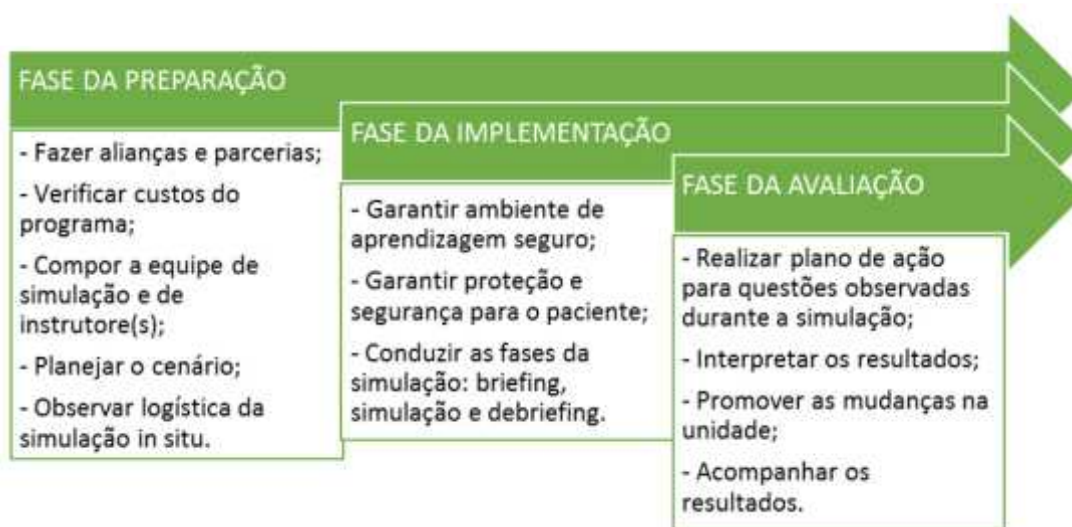 FASE DA PREPARAÇÃO
- Fazer alianças e parcerias;
- Verificar custos do
programa;
- Compor a equipe de
simulação e de
instrutore(s);
- Planejar o cenário;
- Observar logística da
simulação in situ.
FASE DA IMPLEMENTAÇÃO
- Garantir ambiente de
aprendizagem seguro;
- Garantir proteção e
segurança para o paciente;
- Conduzir as fases da
simulação: briefing,
simulação e debriefing.
FASE DA AVALIAÇÃO
- Realizar plano de ação
para questões observadas
durante a simulação;
- Interpretar os resultados;
- Promover as mudanças na
unidade;
- Acompanhar os
resultados.